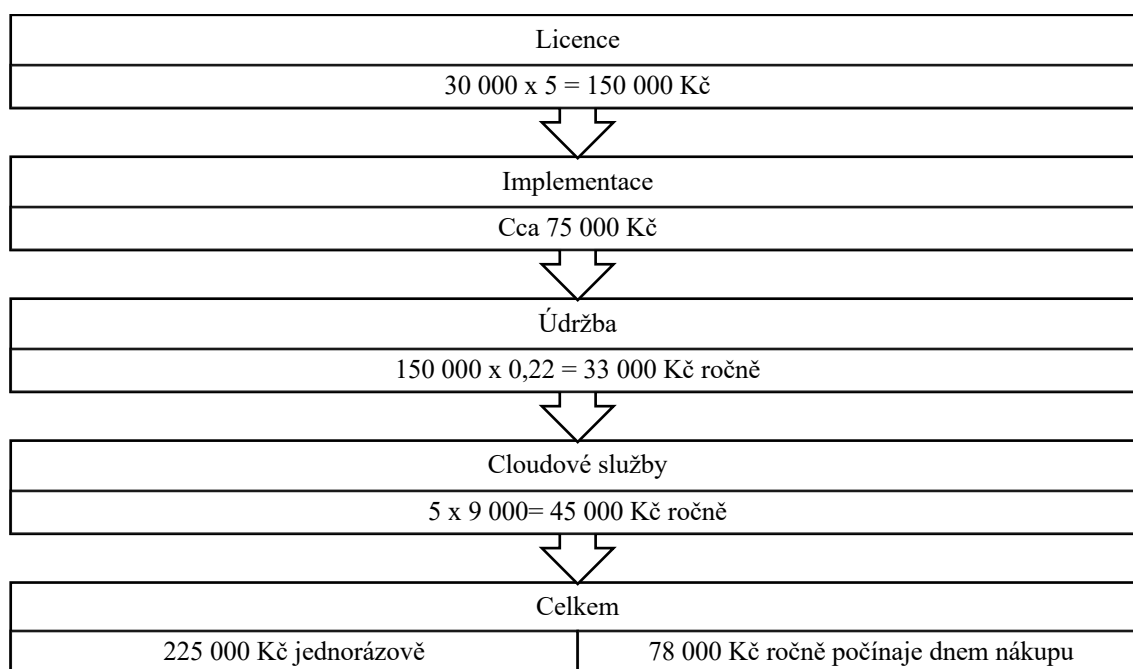 Licence
30 000 x 5 = 150 000 Kč
Implementace
Cca 75 000 Kč
Údržba
150 000 x 0,22 = 33 000 Kč ročně
Cloudové služby
5 x 9 000= 45 000 Kč ročně
Celkem
225 000 Kč jednorázově
78 000 Kč ročně počínaje dnem nákupu